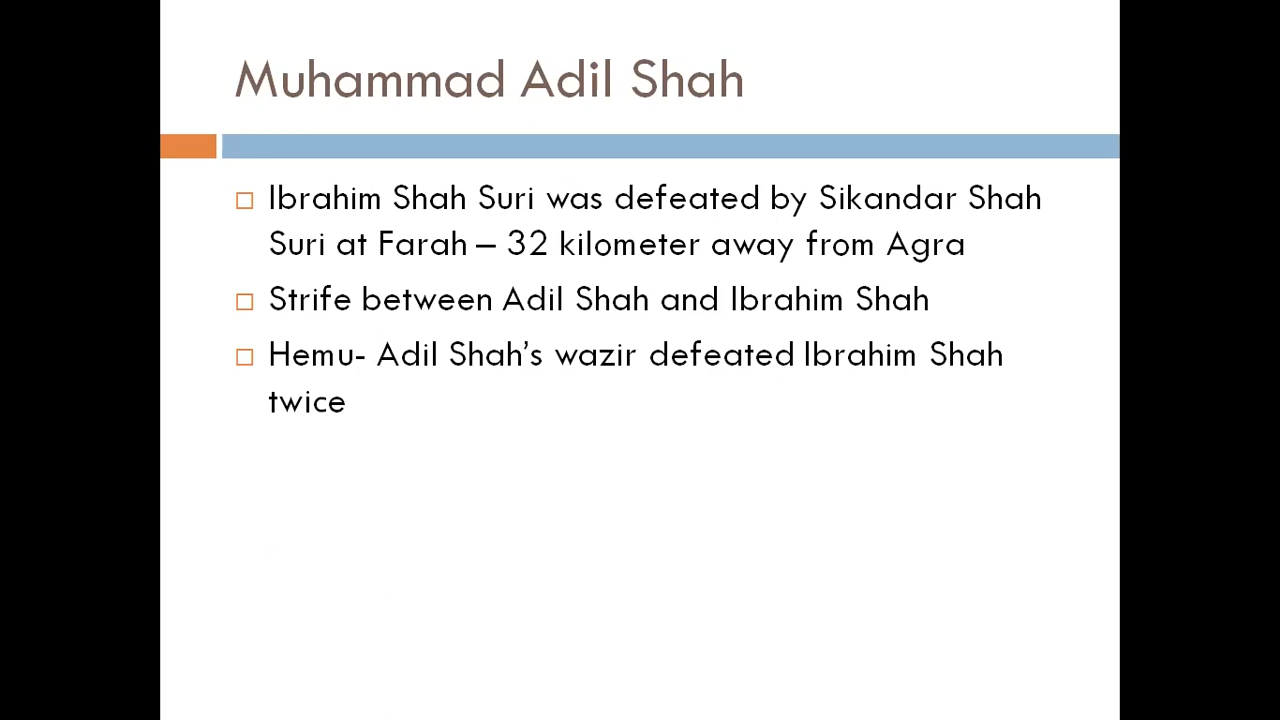 Muhammad Adil Shah
Ibrahim Shah Suri was defeated by Sikandar Shah
Suri at Farah – 32 kilometer away from Agra
Strife between Adil Shah and Ibrahim Shah
Hemu- Adil Shah’s wazir defeated Ibrahim Shah
twice